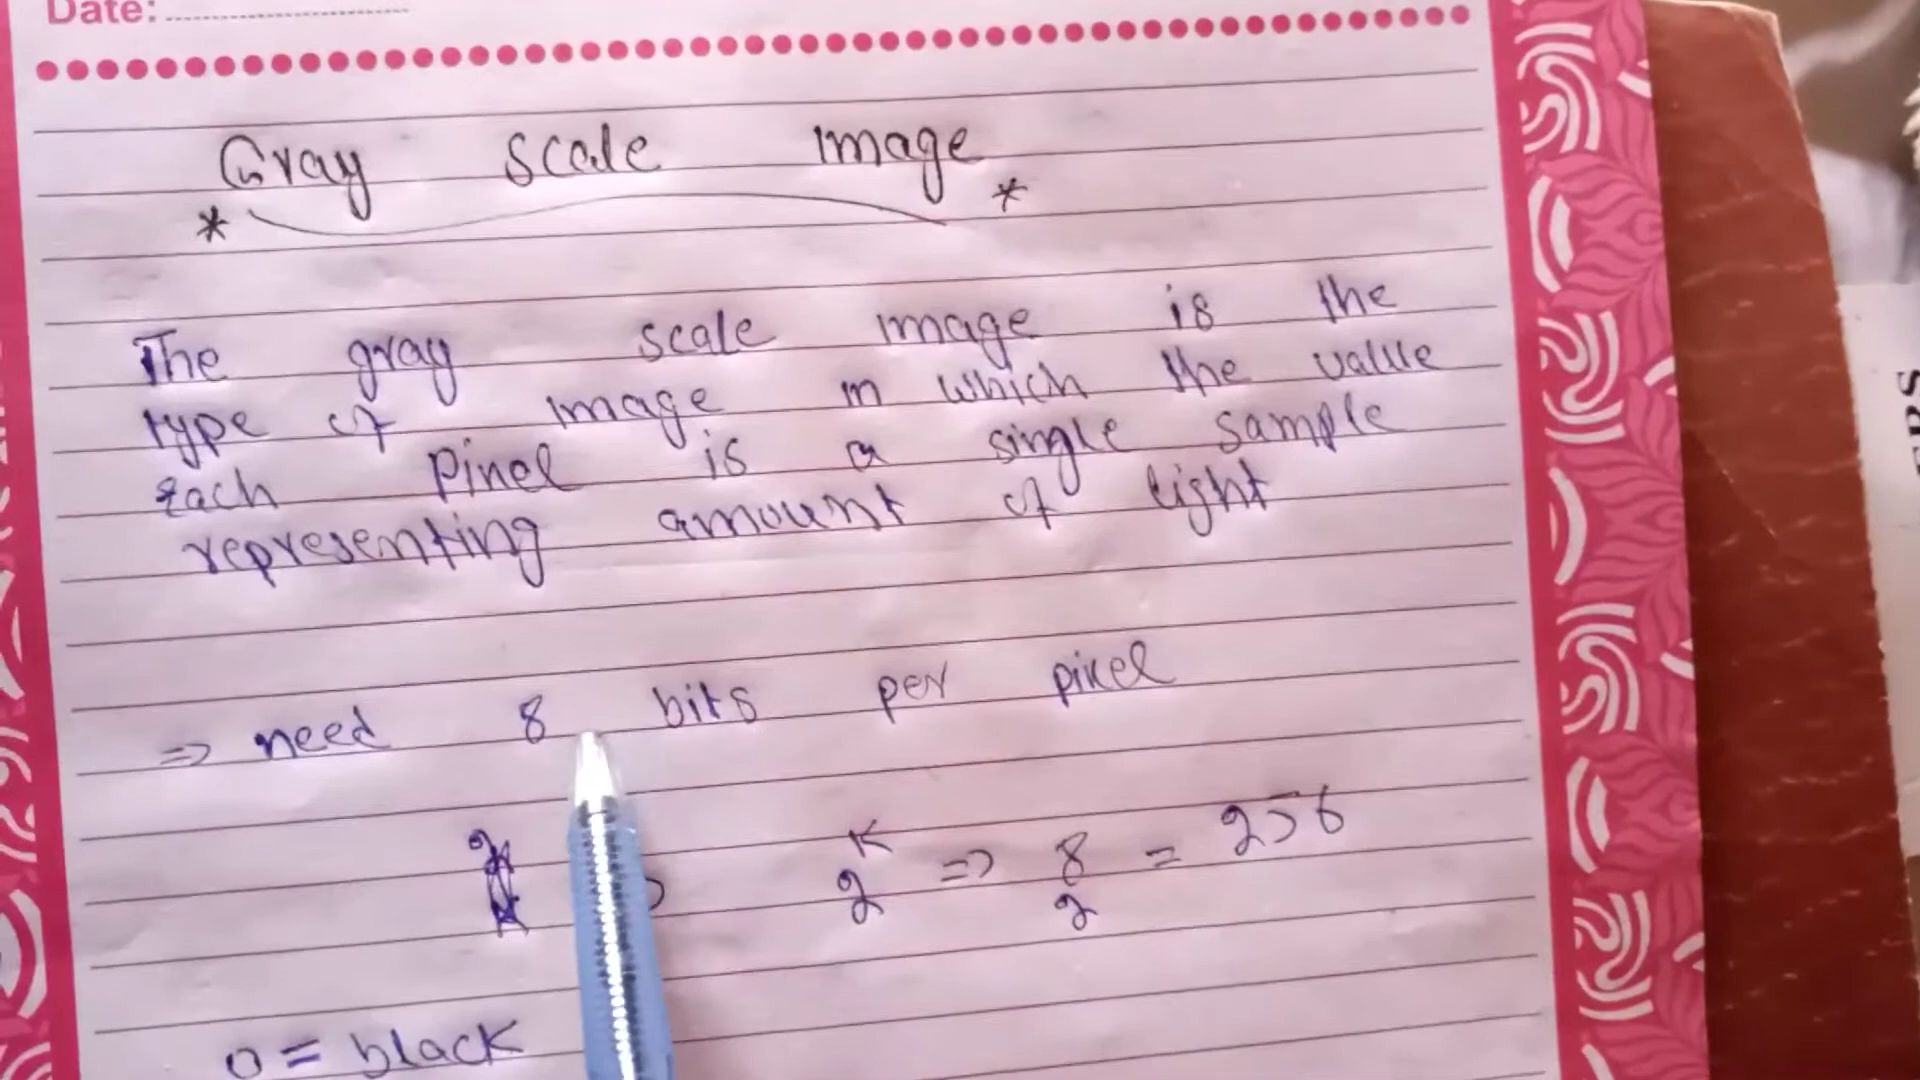 Date:
Gray scale Image
* *
The gray scale image is the
type of image in which the value
each Pixel is a single sample
representing amount of light
=> need 8 bits per pixel
2^K => 2^8 = 256
0 = black